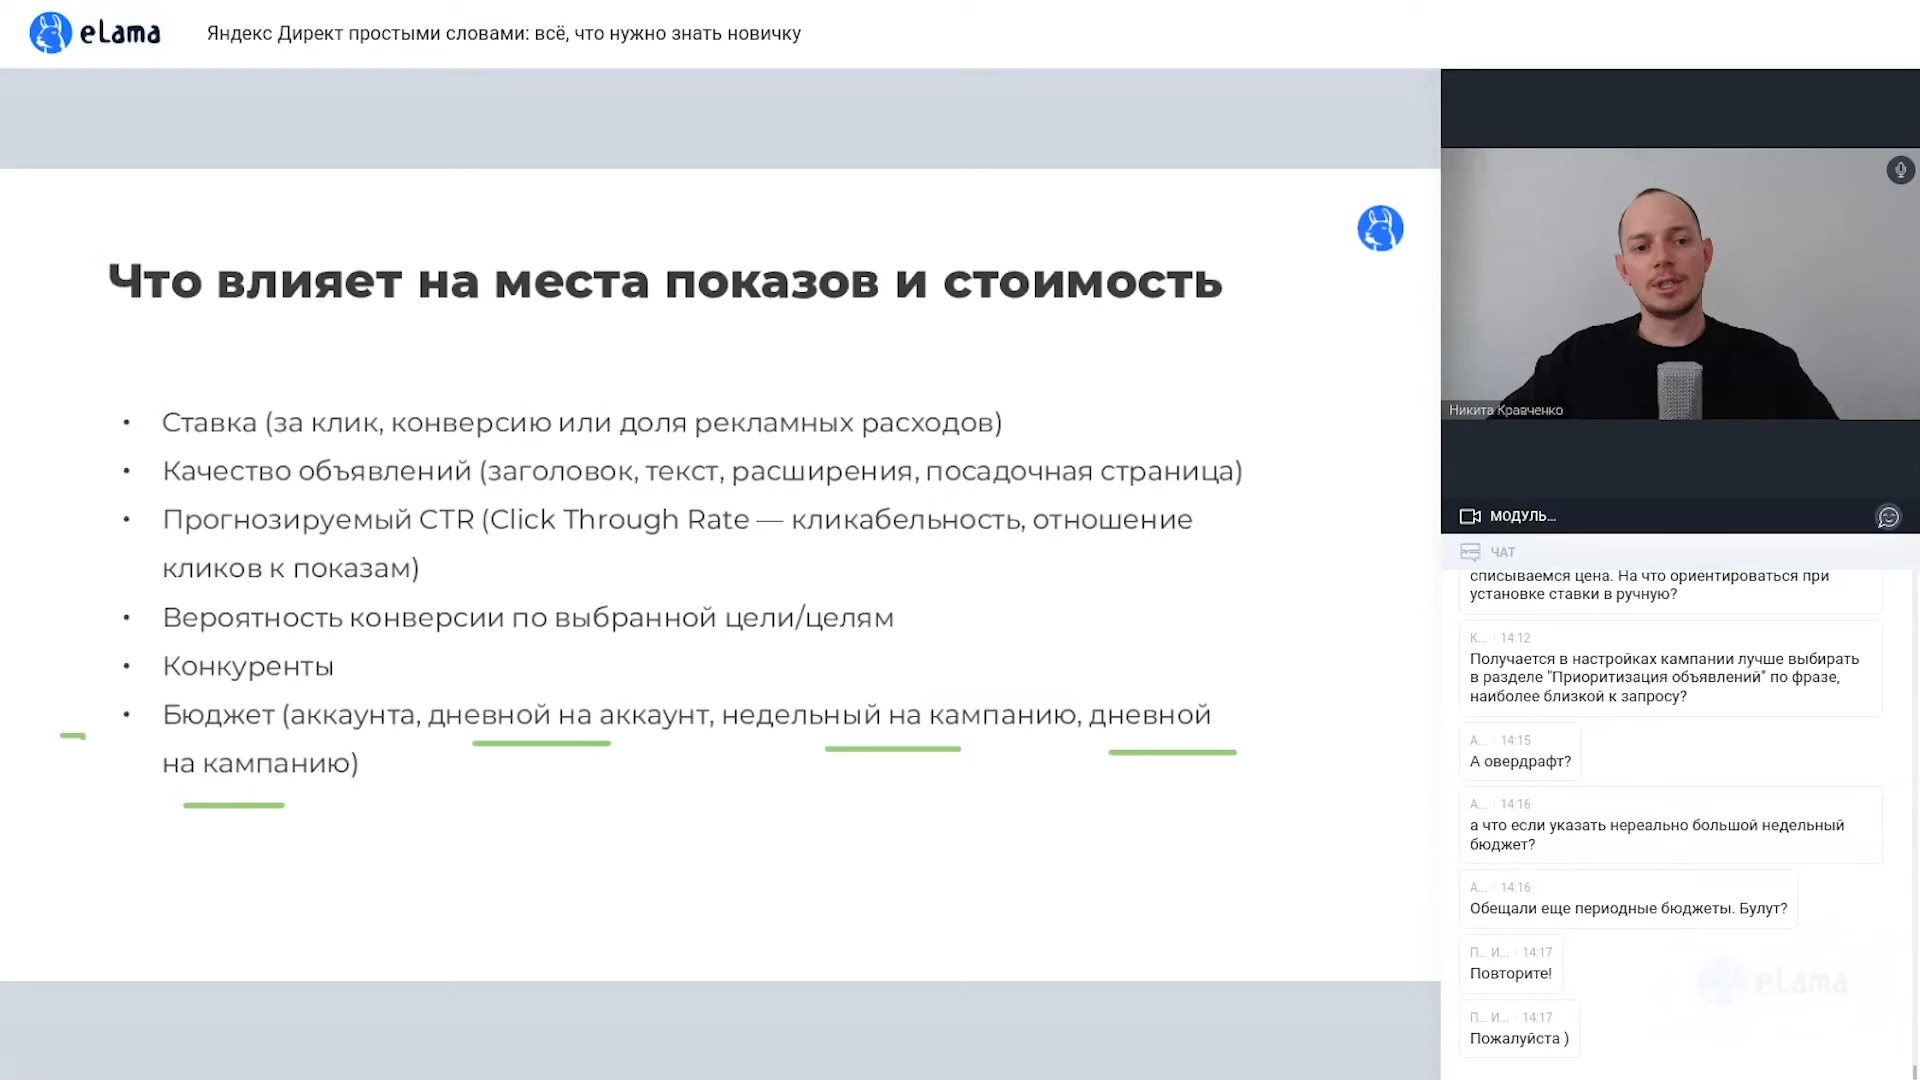 eLama
Яндекс Директ простыми словами: всё, что нужно знать новичку
Что влияет на места показов и стоимость
• Ставка (за клик, конверсию или доля рекламных расходов)
• Качество объявлений (заголовок, текст, расширения, посадочная страница)
• Прогнозируемый CTR (Click Through Rate — кликабельность, отношение
кликов к показам)
• Вероятность конверсии по выбранной цели/целям
• Конкуренты
• Бюджет (аккаунта, дневной на аккаунт, недельный на кампанию, дневной
на кампанию)
Никита Кравченко
МОДУЛЬ...
ЧАТ
списываемся цена. На что ориентироваться при
установке ставки в ручную?
К... 14:12
Получается в настройках кампании лучше выбирать
в разделе "Приоритизация объявлений" по фразе,
наиболее близкой к запросу?
А... 14:15
А овердрафт?
А... 14:16
а что если указать нереально большой недельный
бюджет?
А... 14:16
Обещали еще периодные бюджеты. Булут?
П... И... 14:17
Повторите!
П... И... 14:17
Пожалуйста )
eLama